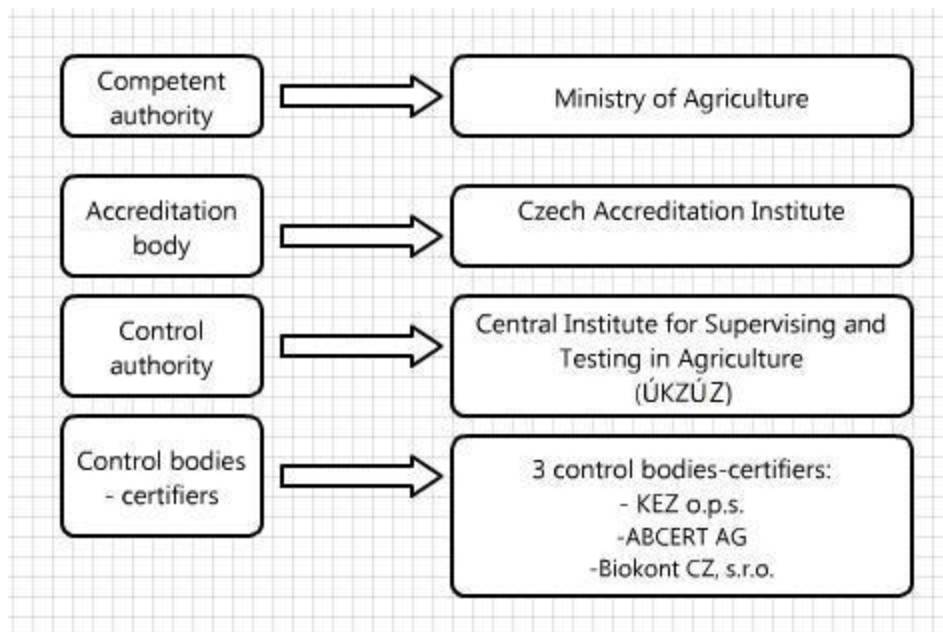 Competent
authority
Ministry of Agriculture
Accreditation
body
Czech Accreditation Institute
Control
authority
Central Institute for Supervising and
Testing in Agriculture
(ÚKZÚZ)
Control bodies
- certifiers
3 control bodies-certifiers:
- KEZ o.p.s.
-ABCERT AG
-Biokont CZ, s.r.o.